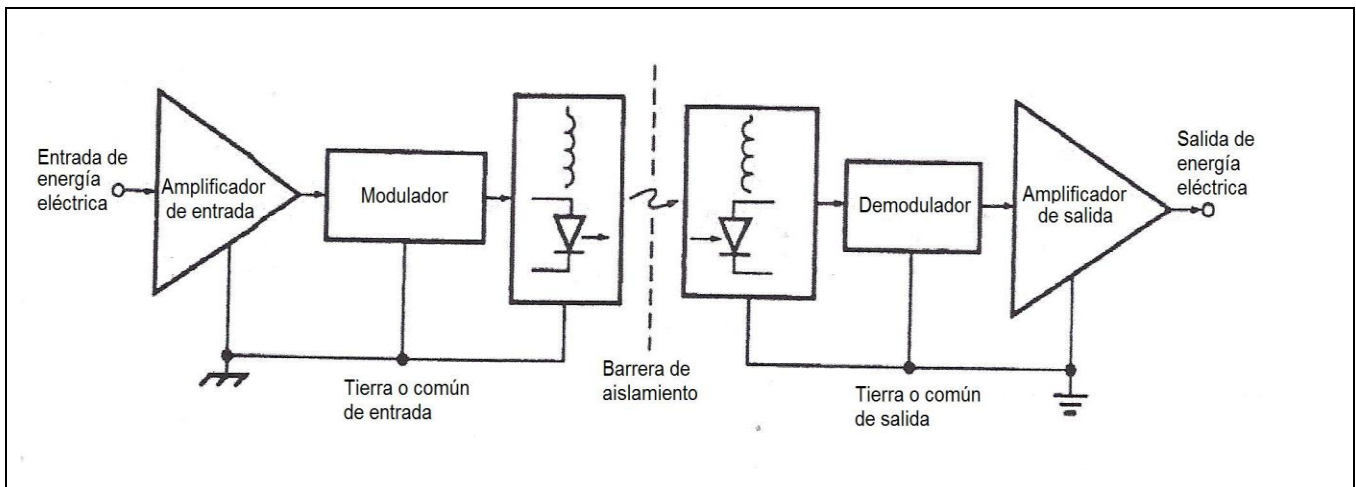 Entrada de
energía
eléctrica
Amplificador
de entrada
Modulador
Barrera de
aislamiento
Tierra o común
de entrada
Demodulador
Amplificador
de salida
Salida de
energía
eléctrica
Tierra o común
de salida